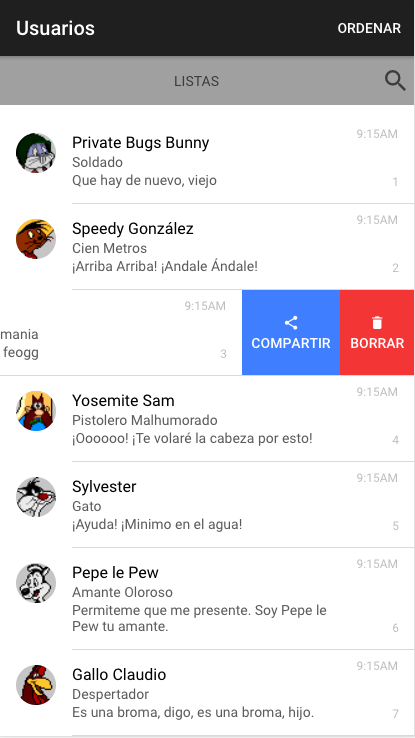 Usuarios
ORDENAR
LISTAS
9:15AM
Private Bugs Bunny
Soldado
Que hay de nuevo, viejo
1
9:15AM
Speedy González
Cien Metros
¡Arriba Arriba! ¡Andale Ándale!
2
9:15AM
mania
feogg
3
COMPARTIR
BORRAR
9:15AM
Yosemite Sam
Pistolero Malhumorado
¡Oooooo! ¡Te volaré la cabeza por esto!
4
9:15AM
Sylvester
Gato
¡Ayuda! ¡Minimo en el agua!
5
9:15AM
Pepe le Pew
Amante Oloroso
Permiteme que me presente. Soy Pepe le
Pew tu amante.
6
9:15AM
Gallo Claudio
Despertador
Es una broma, digo, es una broma, hijo.
7